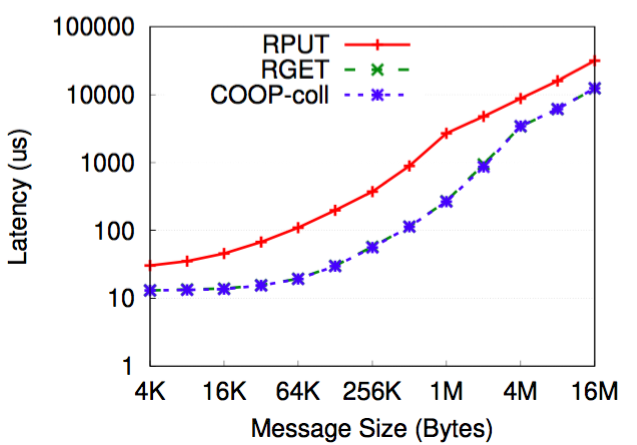 100000
10000
1000
100
10
1
Latency (us)
RPUT
RGET
COOP-coll
4K 16K 64K 256K 1M 4M 16M
Message Size (Bytes)